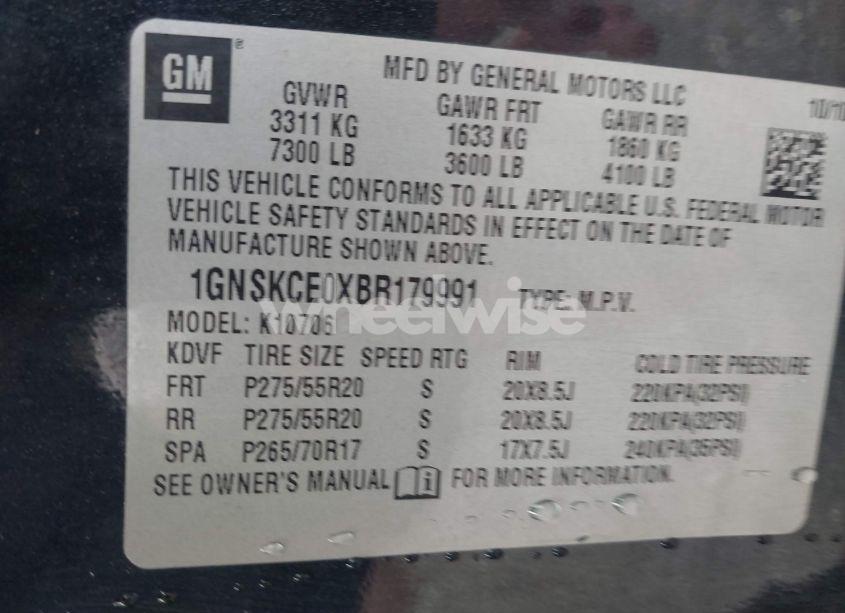 GM ®
MFD BY GENERAL MOTORS LLC
10/10
GVWR GAWR FRT GAWR RR
3311 KG 1633 KG 1860 KG
7300 LB 3600 LB 4100 LB
THIS VEHICLE CONFORMS TO ALL APPLICABLE U.S. FEDERAL MOTOR
VEHICLE SAFETY STANDARDS IN EFFECT ON THE DATE OF
MANUFACTURE SHOWN ABOVE.
1GNSKCE0XBR179991 TYPE: M.P.V.
Wheelwise
MODEL: K10706
KDVF TIRE SIZE SPEED RTG RIM COLD TIRE PRESSURE
FRT P275/55R20 S 20X8.5J 220KPA(32PSI)
RR P275/55R20 S 20X8.5J 220KPA(32PSI)
SPA P265/70R17 S 17X7.5J 240KPA(35PSI)
SEE OWNER'S MANUAL i FOR MORE INFORMATION.